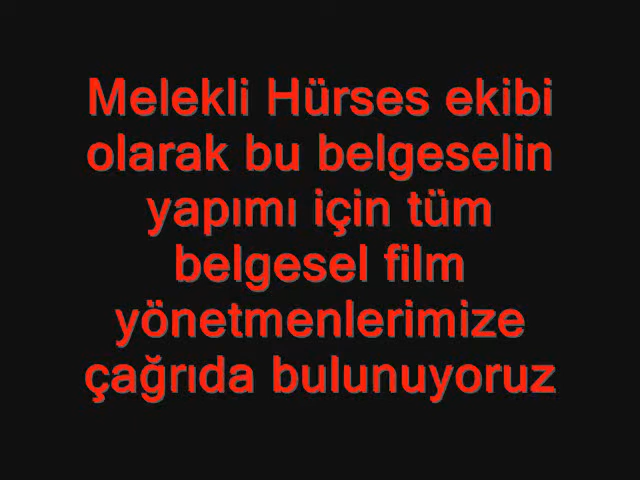 Melekli Hürses ekibi
olarak bu belgeselin
yapımı için tüm
belgesel film
yönetmenlerimize
çağrıda bulunuyoruz